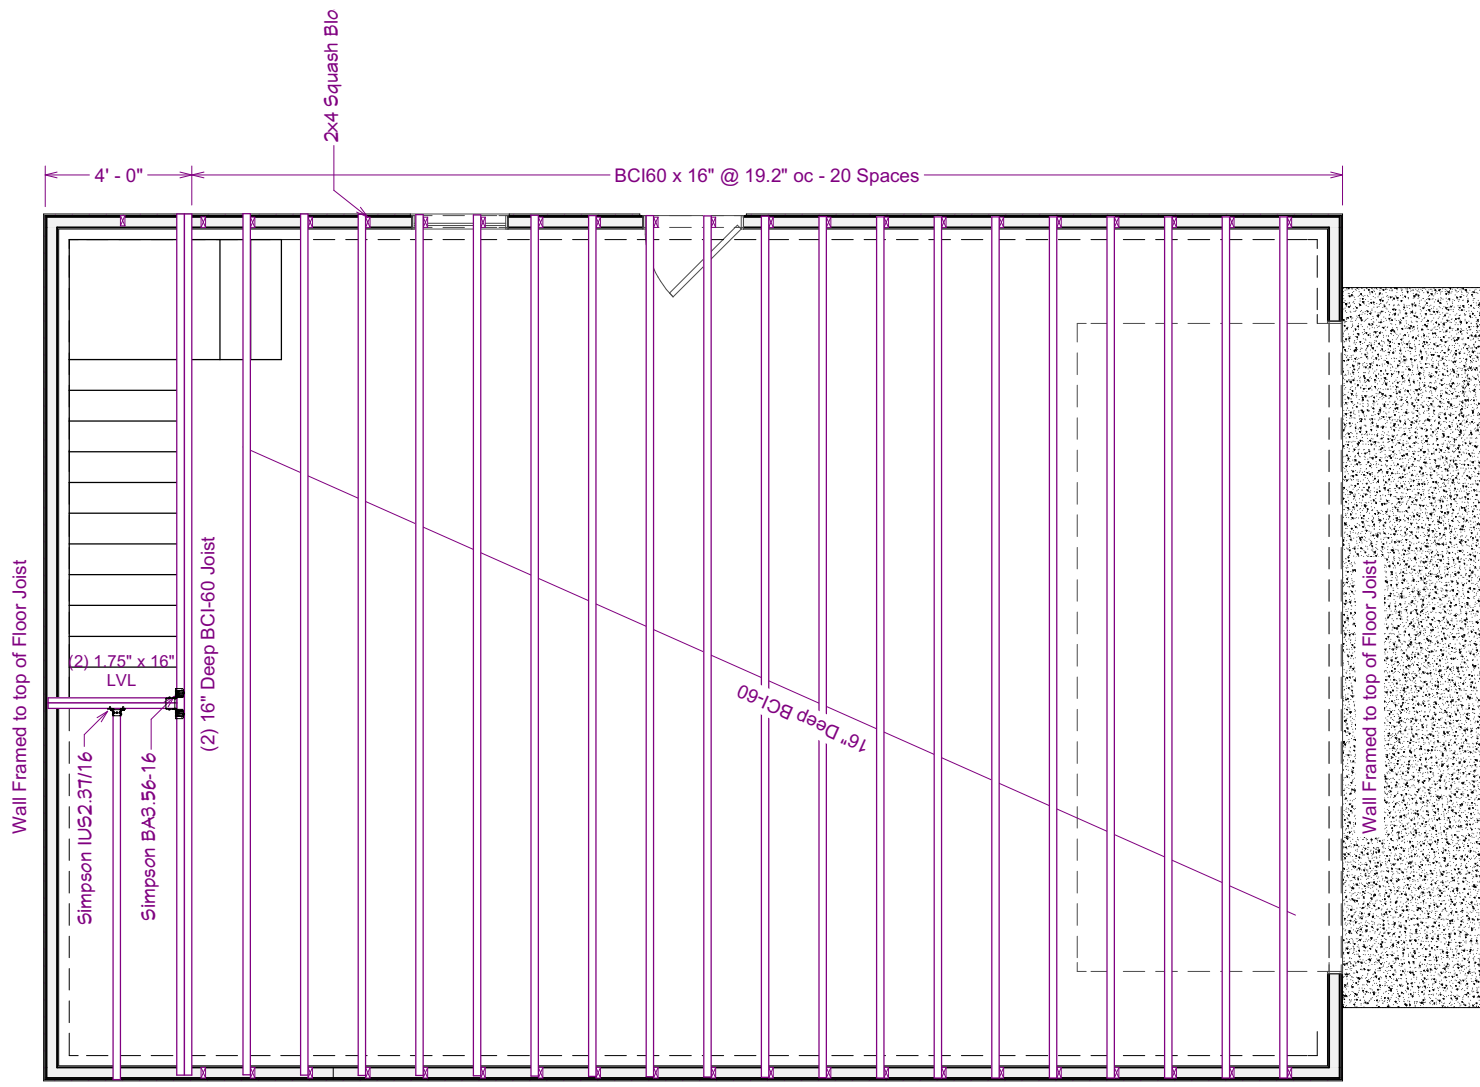 2x4 Squash Blo
4' - 0"
BCI60 x 16" @ 19.2" oc - 20 Spaces
Wall Framed to top of Floor Joist
(2) 1.75" x 16"
LVL
(2) 16" Deep BCI-60 Joist
Simpson IUS2.37/16
Simpson BA3.56-16
16" Deep BCI-60
Wall Framed to top of Floor Joist